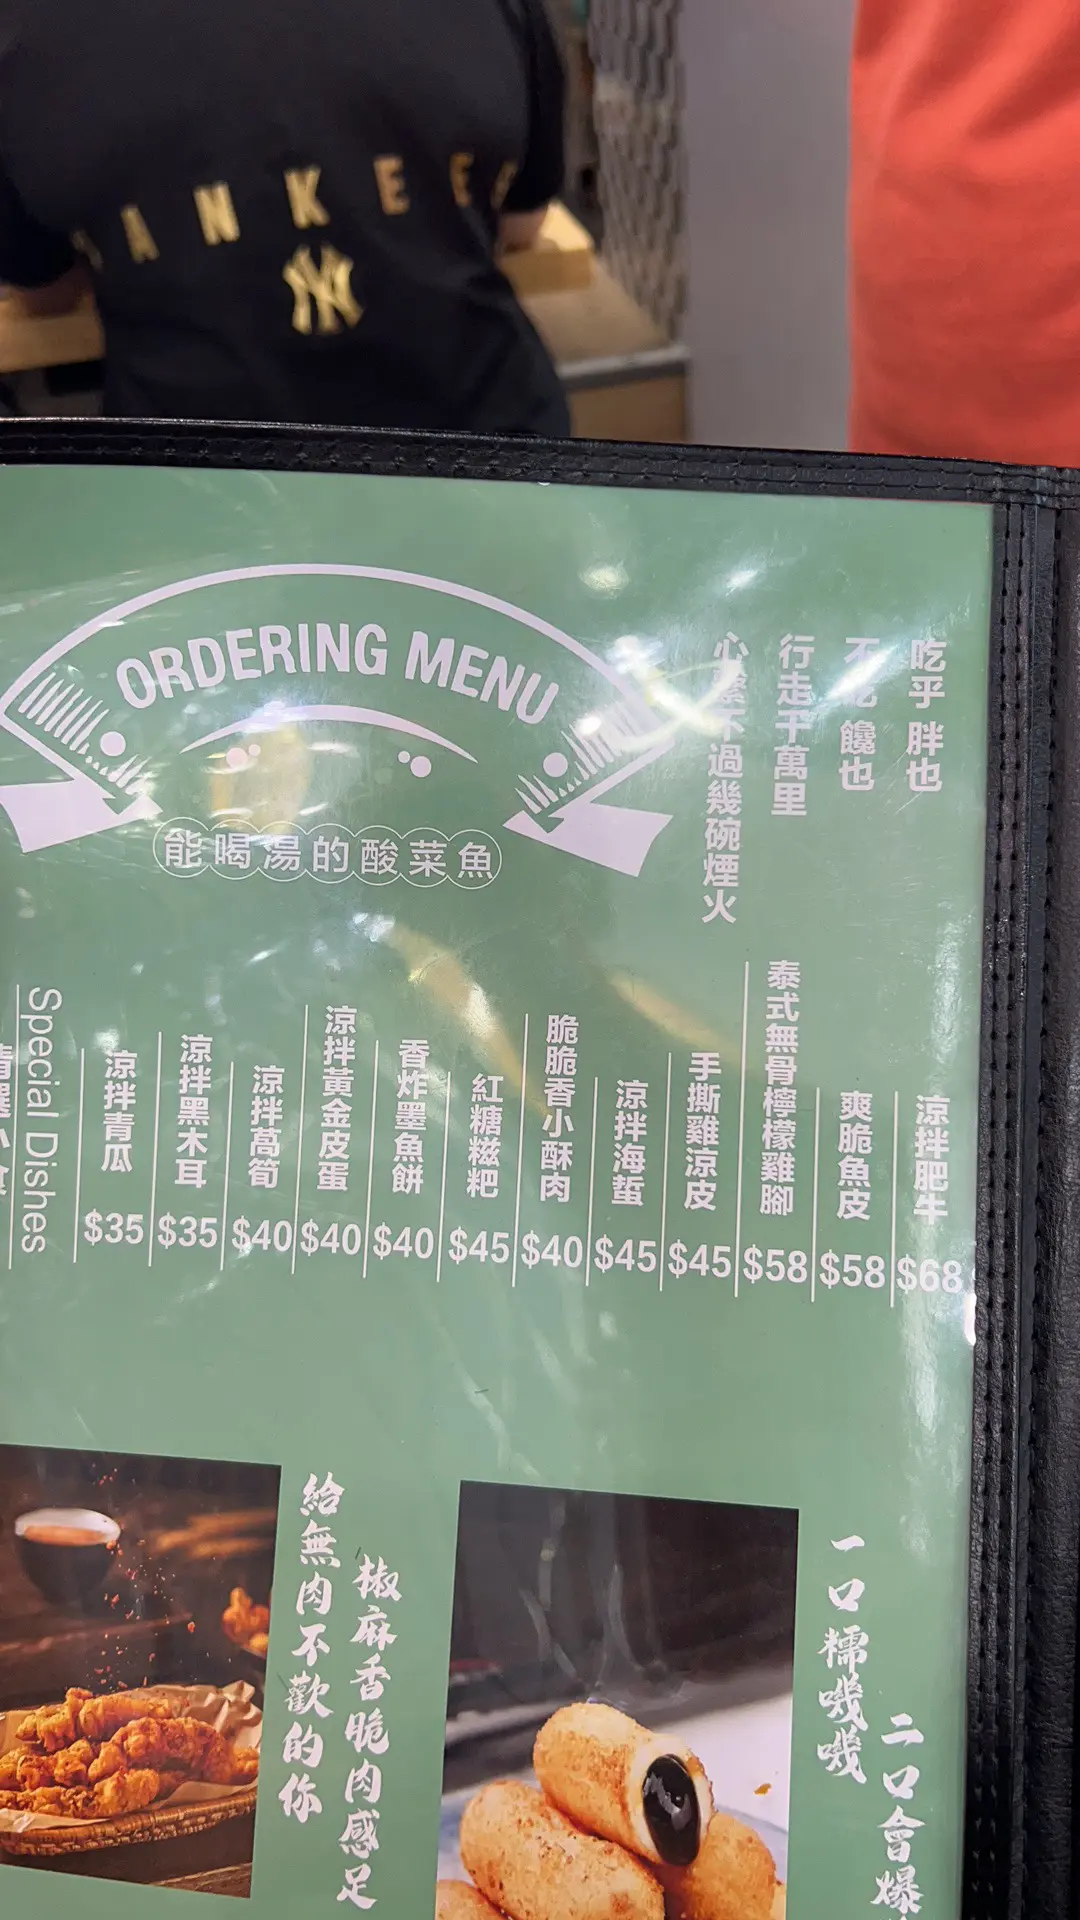 YANKEES
NY
ORDERING MENU
能喝湯的酸菜魚
吃乎 胖也
饞也
行走千萬里
不過幾碗煙火
涼拌肥牛 $68
爽脆魚皮 $58
泰式無骨檸檬雞腳 $58
手撕雞涼皮 $45
涼拌海蜇 $45
脆脆香小酥肉 $40
紅糖糍粑 $45
香炸墨魚餅 $40
涼拌黃金皮蛋 $40
涼拌萵筍 $40
涼拌黑木耳 $35
涼拌青瓜 $35
Special Dishes
給無肉不歡的你
椒麻香脆肉感足
一口糯嘰嘰
二口會爆